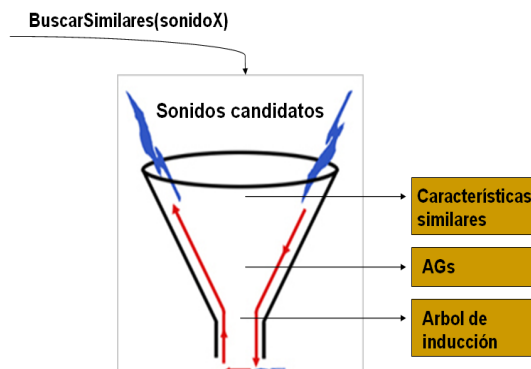 BuscarSimilares(sonidoX)
Sonidos candidatos
Características
similares
AGs
Arbol de
inducción